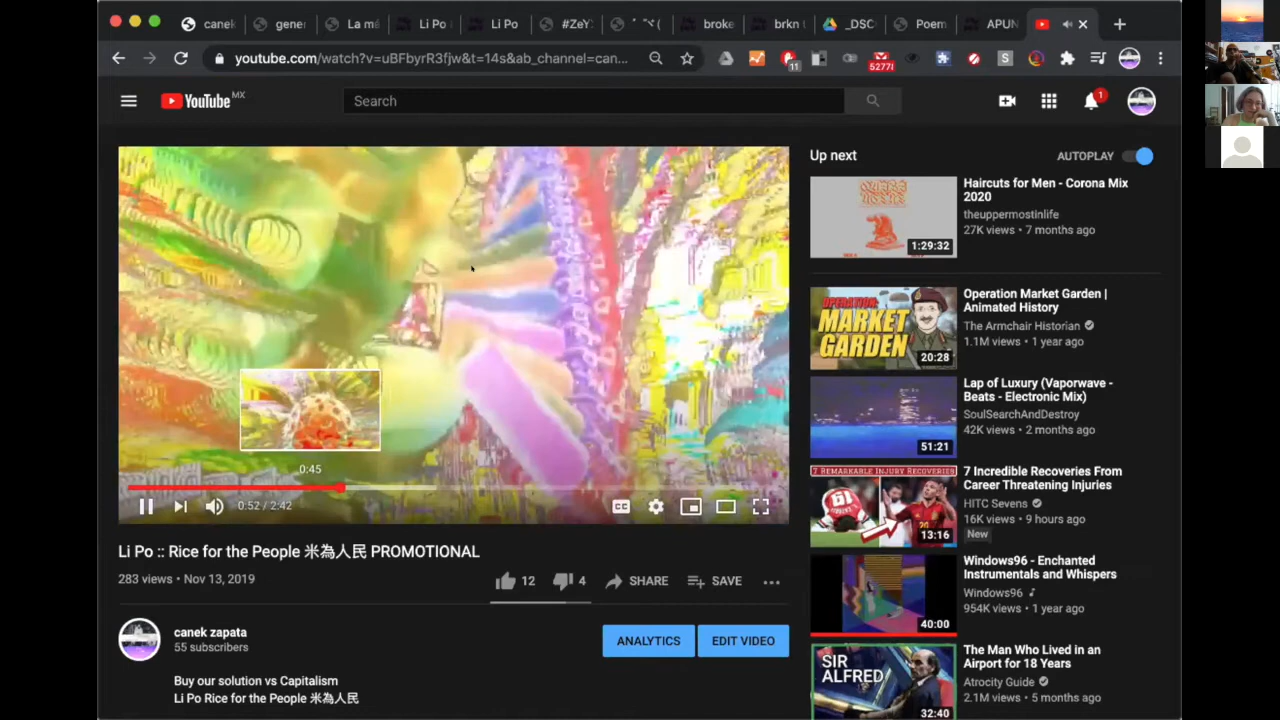 canek
gener
La ma
Li Po
Li Po
#ZeY
broke
brkn t
_DSC
Poem
APUN
youtube.com/watch?v=uBFbyrR3fjw&t=14s&ab_channel=can...
11
5277!
S
YouTube MX
Search
1
Up next
AUTOPLAY
Haircuts for Men - Corona Mix
2020
theuppermostinlife
27K views • 7 months ago
1:29:32
OPERATION:
MARKET
GARDEN
20:28
Operation Market Garden |
Animated History
The Armchair Historian
1.1M views • 1 year ago
51:21
Lap of Luxury (Vaporwave -
Beats - Electronic Mix)
SoulSearchAndDestroy
42K views • 2 months ago
7 REMARKABLE INJURY RECOVERIES
13:16
7 Incredible Recoveries From
Career Threatening Injuries
HITC Sevens
16K views • 9 hours ago
New
40:00
Windows96 - Enchanted
Instrumentals and Whispers
Windows96
954K views • 1 year ago
SIR
ALFRED
32:40
The Man Who Lived in an
Airport for 18 Years
Atrocity Guide
2.1M views • 5 months ago
0:45
0:52 / 2:42
CC
Li Po :: Rice for the People 米為人民 PROMOTIONAL
283 views • Nov 13, 2019
12
4
SHARE
SAVE
canek zapata
55 subscribers
ANALYTICS
EDIT VIDEO
Buy our solution vs Capitalism
Li Po Rice for the People 米為人民